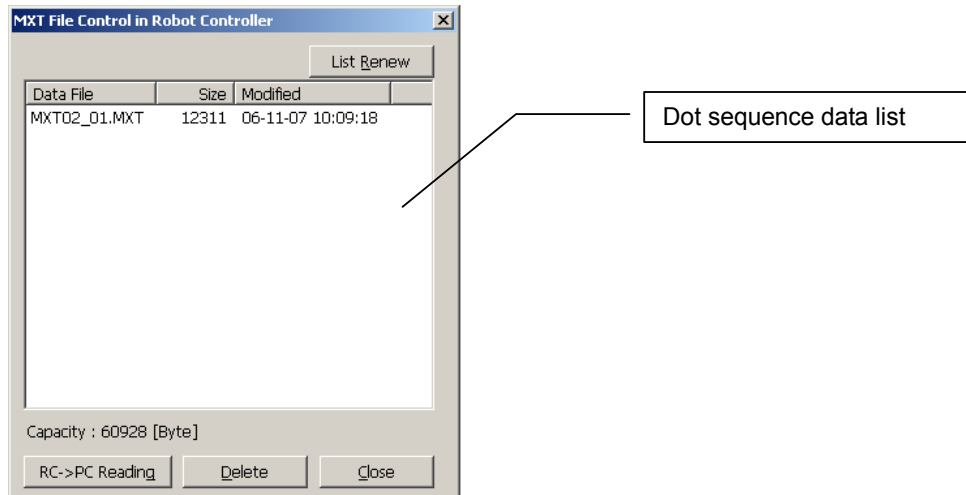 MXT File Control in Robot Controller
List Renew
Data File Size Modified
MXT02_01.MXT 12311 06-11-07 10:09:18
Dot sequence data list
Capacity : 60928 [Byte]
RC->PC Reading Delete Close